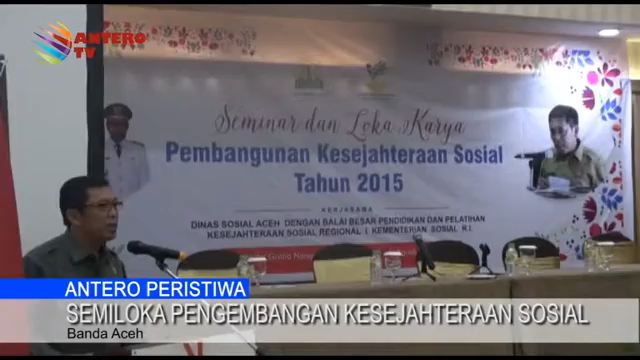 ANTERO
TV
Seminar dan Loka Karya
Pembangunan Kesejahteraan Sosial
Tahun 2015
KERJASAMA
DINAS SOSIAL ACEH DENGAN BALAI BESAR PENDIDIKAN DAN PELATIHAN
KESEJAHTERAAN SOSIAL REGIONAL I KEMENTERIAN SOSIAL R.I.
ANTERO PERISTIWA
SEMILOKA PENGEMBANGAN KESEJAHTERAAN SOSIAL
Banda Aceh